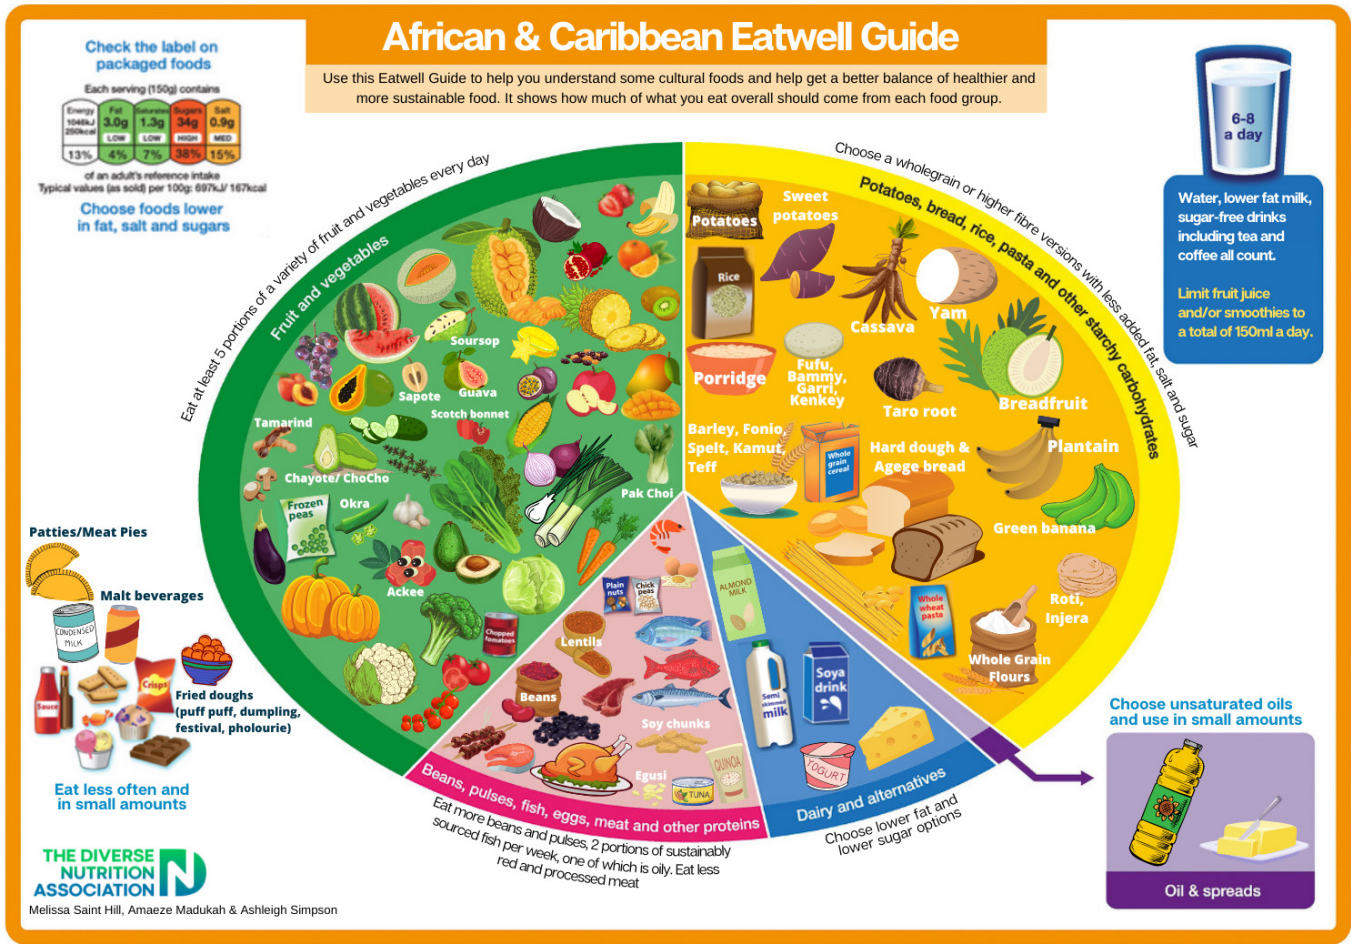 African & Caribbean Eatwell Guide
Use this Eatwell Guide to help you understand some cultural foods and help get a better balance of healthier and
more sustainable food. It shows how much of what you eat overall should come from each food group.
Check the label on
packaged foods
Each serving (150g) contains
Energy
1046kJ
250kcal
13%
Fat
3.0g
LOW
4%
Saturates
1.3g
LOW
7%
Sugars
34g
HIGH
38%
Salt
0.9g
MED
15%
of an adult's reference intake
Typical values (as sold) per 100g: 697kJ/ 167kcal
Choose foods lower
in fat, salt and sugars
6-8
a day
Water, lower fat milk,
sugar-free drinks
including tea and
coffee all count.
Limit fruit juice
and/or smoothies to
a total of 150ml a day.
Eat at least 5 portions of a variety of fruit and vegetables every day
Fruit and vegetables
Soursop
Sapote
Guava
Scotch bonnet
Tamarind
Chayote/ ChoCho
Okra
Frozen
peas
Pak Choi
Ackee
Chopped
tomatoes
Choose a wholegrain or higher fibre versions with less added fat, salt and sugar
Potatoes, bread, rice, pasta and other starchy carbohydrates
Potatoes
Sweet
potatoes
Rice
Cassava
Yam
Porridge
Fufu,
Bammy,
Garri,
Kenkey
Taro root
Breadfruit
Barley, Fonio,
Spelt, Kamut,
Teff
Whole
grain
cereal
Hard dough &
Agege bread
Plantain
Green banana
Whole
wheat
pasta
Roti,
Injera
Whole Grain
Flours
Plain
nuts
Chick
peas
Lentils
Beans
Soy chunks
Egusi
TUNA
QUINOA
Beans, pulses, fish, eggs, meat and other proteins
Eat more beans and pulses, 2 portions of sustainably
sourced fish per week, one of which is oily. Eat less
red and processed meat
ALMOND
MILK
Semi
skimmed
milk
Soya
drink
YOGURT
Dairy and alternatives
Choose lower fat and
lower sugar options
Patties/Meat Pies
Malt beverages
CONDENSED
MILK
Sauce
Crisps
Fried doughs
(puff puff, dumpling,
festival, pholourie)
Eat less often and
in small amounts
Choose unsaturated oils
and use in small amounts
Oil & spreads
THE DIVERSE
NUTRITION
ASSOCIATION
Melissa Saint Hill, Amaeze Madukah & Ashleigh Simpson